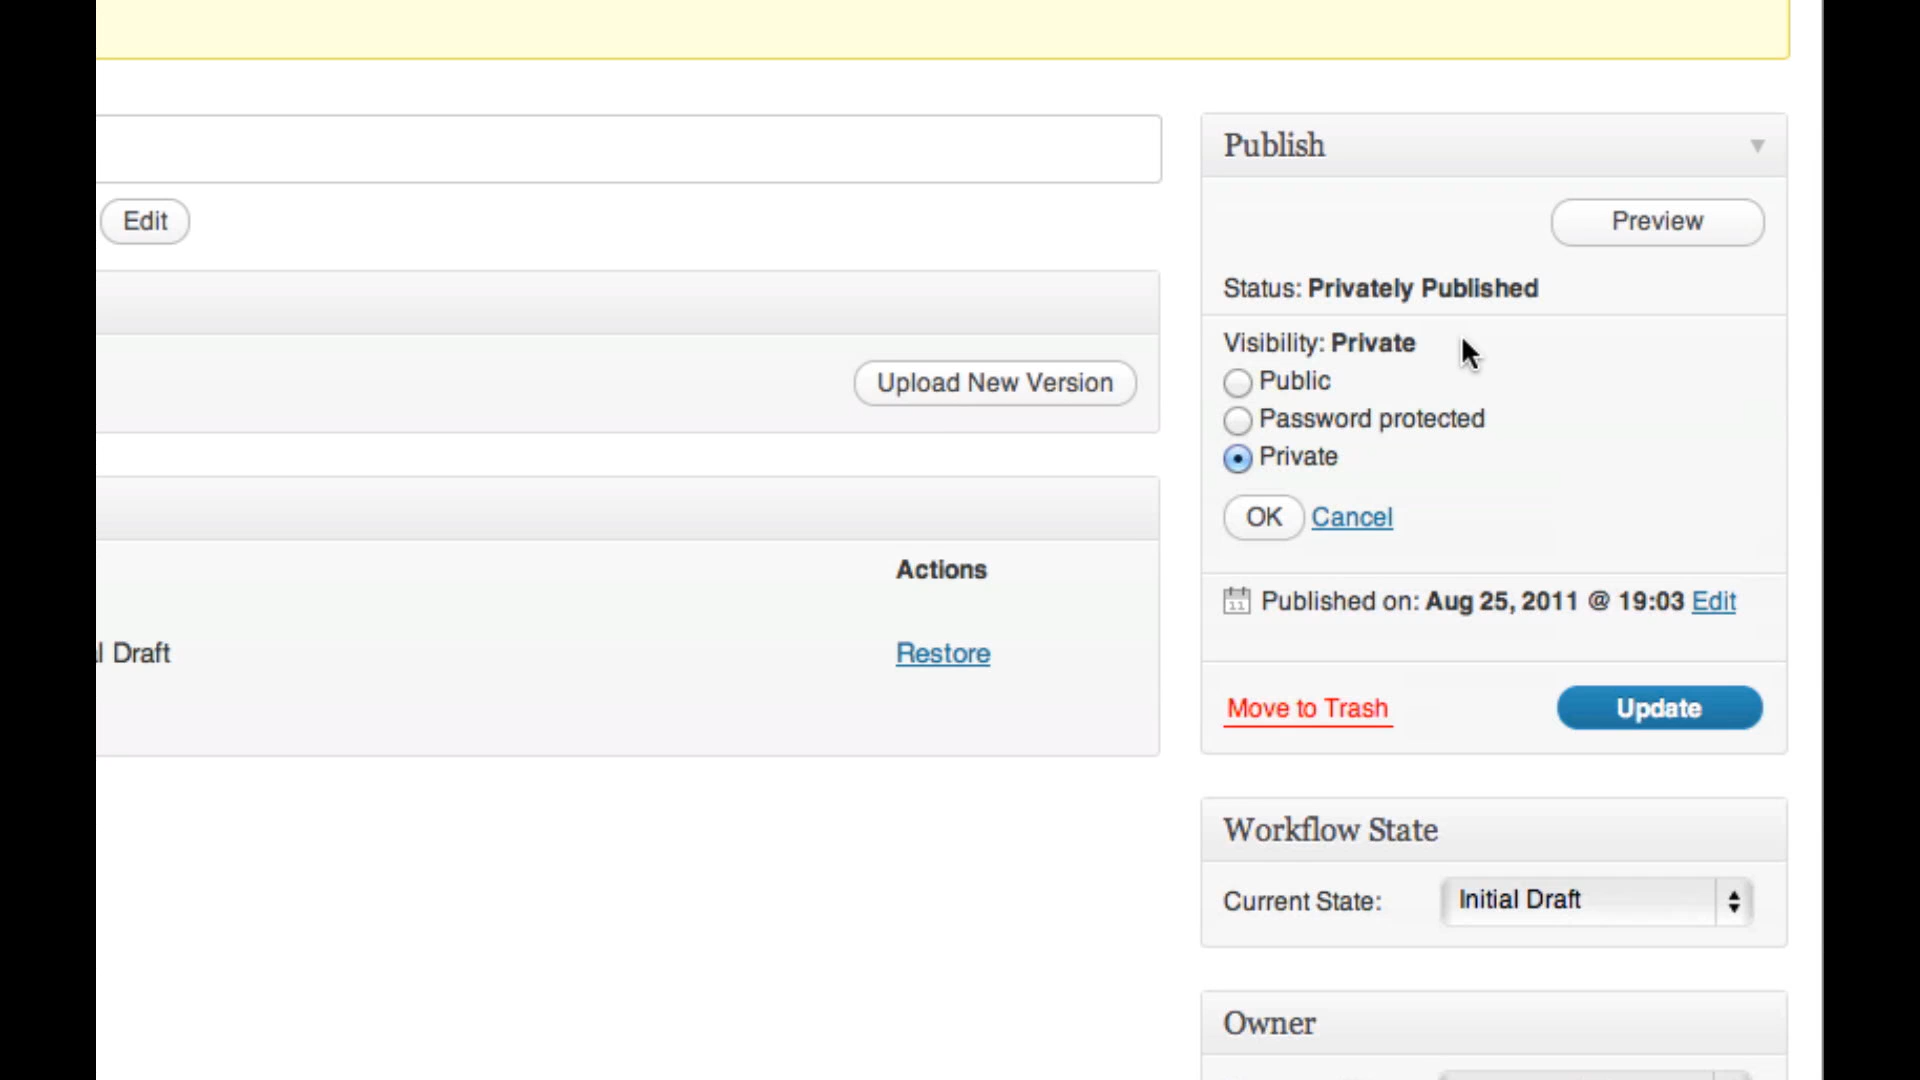 Publish
Edit
Preview
Status: Privately Published
Visibility: Private
Upload New Version
Public
Password protected
Private
OK Cancel
Actions
Published on: Aug 25, 2011 @ 19:03 Edit
Draft
Restore
Move to Trash
Update
Workflow State
Current State: Initial Draft
Owner